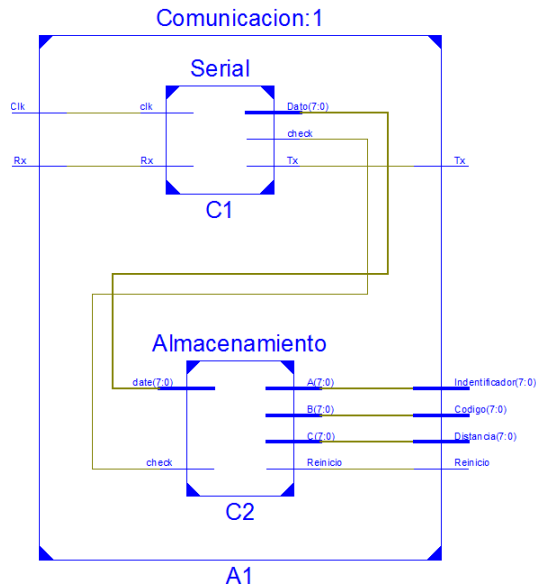 Comunicacion:1
Serial
Clk clk Dato(7:0)
check
Rx Rx Tx Tx
C1
Almacenamiento
date(7:0) A(7:0) Indentificador(7:0)
B(7:0) Codigo(7:0)
C(7:0) Distancia(7:0)
check Reinicio Reinicio
C2
A1